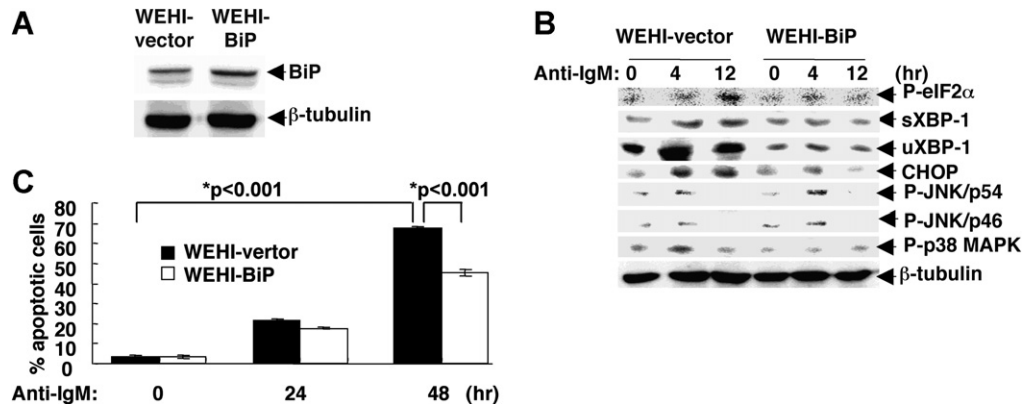 A
WEHI-vector
WEHI-BiP
BiP
β-tubulin
B
WEHI-vector WEHI-BiP
Anti-IgM: 0 4 12 0 4 12 (hr)
P-eIF2α
sXBP-1
uXBP-1
CHOP
P-JNK/p54
P-JNK/p46
P-p38 MAPK
β-tubulin
C
*p<0.001 *p<0.001
% apoptotic cells
80
70
60
50
40
30
20
10
0
WEHI-vertor
WEHI-BiP
Anti-IgM: 0 24 48 (hr)